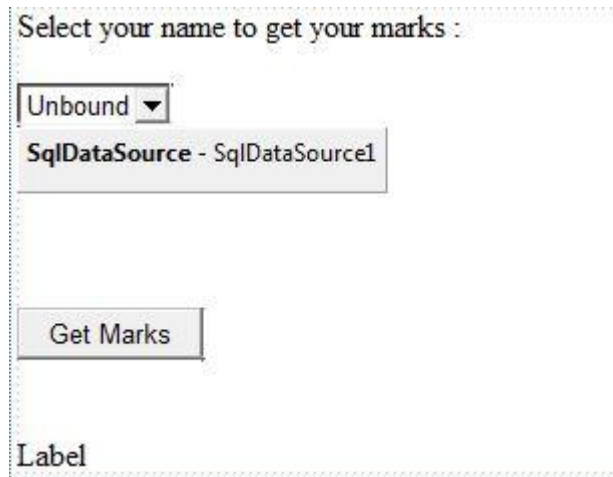 Select your name to get your marks :
Unbound
SqlDataSource - SqlDataSource1
Get Marks
Label